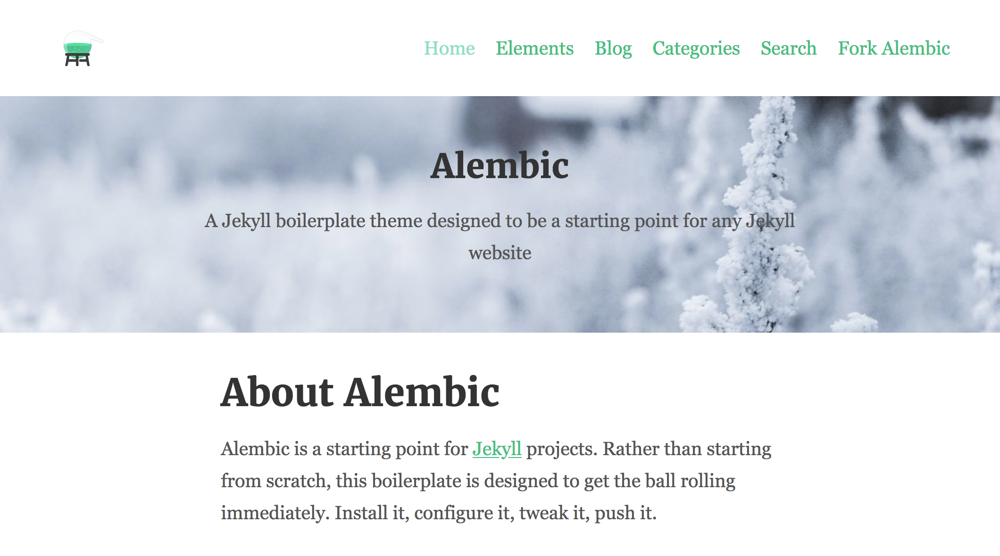 Home Elements Blog Categories Search Fork Alembic
Alembic
A Jekyll boilerplate theme designed to be a starting point for any Jekyll
website
About Alembic
Alembic is a starting point for Jekyll projects. Rather than starting
from scratch, this boilerplate is designed to get the ball rolling
immediately. Install it, configure it, tweak it, push it.